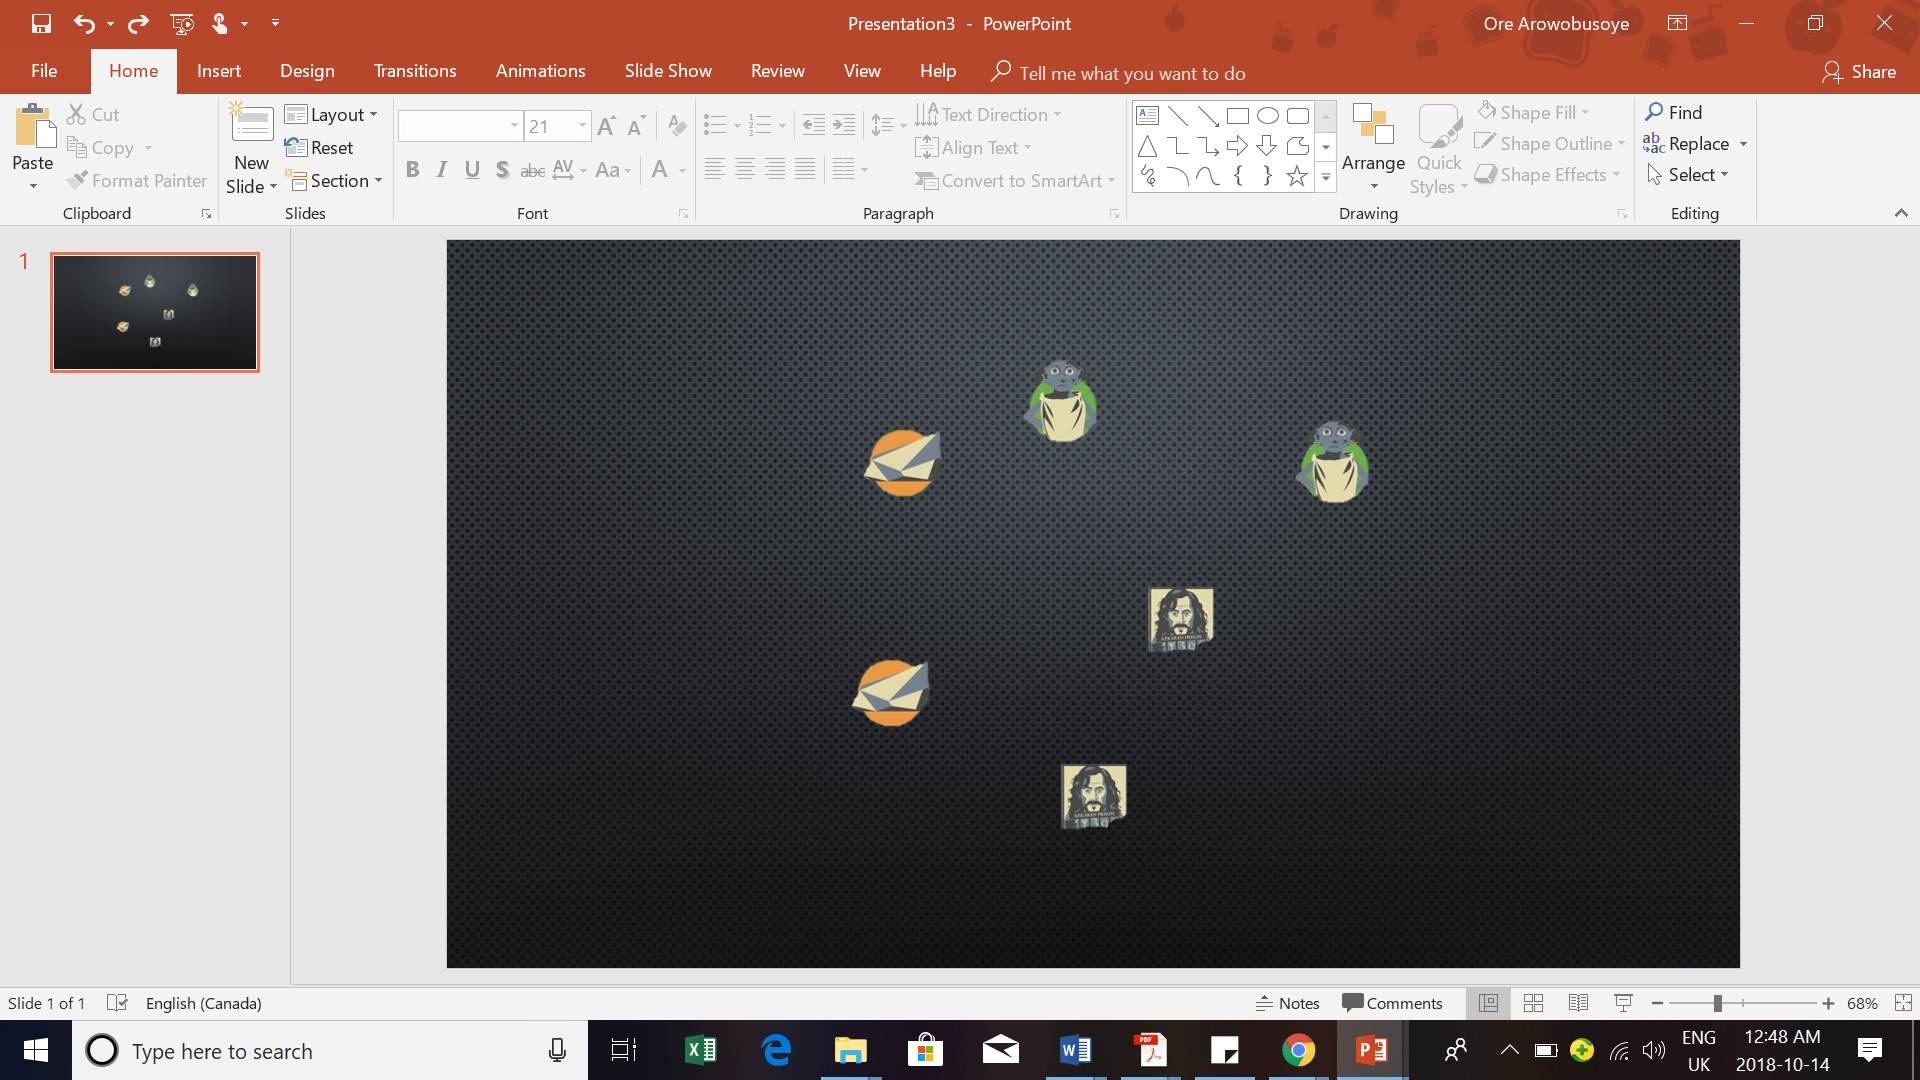 Presentation3 - PowerPoint
Ore Arowobusoye
File Home Insert Design Transitions Animations Slide Show Review View Help Tell me what you want to do
Share
Paste
Cut
Copy
Format Painter
Clipboard
New
Slide
Layout
Reset
Section
Slides
21
B I U S abc AV Aa A
Font
Text Direction
Align Text
Convert to SmartArt
Paragraph
Arrange
Quick
Styles
Shape Fill
Shape Outline
Shape Effects
Drawing
Find
Replace
Select
Editing
1
AZKABAN PRISON
AZKABAN PRISON
Slide 1 of 1 English (Canada)
Notes Comments 68%
Type here to search
ENG
UK
12:48 AM
2018-10-14